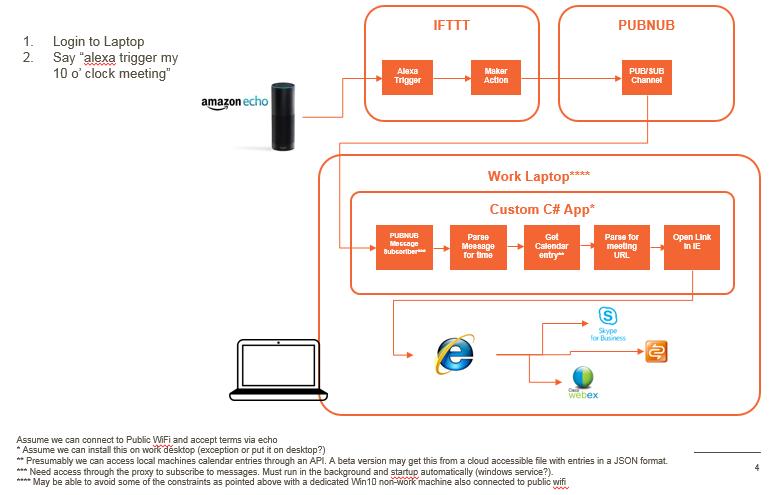 1. Login to Laptop
2. Say “alexa trigger my
10 o’ clock meeting”
amazon echo
IFTTT
PUBNUB
Alexa
Trigger
Maker
Action
PUB/SUB
Channel
Work Laptop****
Custom C# App*
PUBNUB
Message
Subscriber***
Parse
Message
for time
Get
Calendar
entry**
Parse for
meeting
URL
Open Link
in IE
Skype
for Business
Cisco
webex
Assume we can connect to Public WiFi and accept terms via echo
* Assume we can install this on work desktop (exception or put it on desktop?)
** Presumably we can access local machines calendar entries through an API. A beta version may get this from a cloud accessible file with entries in a JSON format.
*** Need access through the proxy to subscribe to messages. Must run in the background and startup automatically (windows service?).
**** May be able to avoid some of the constraints as pointed above with a dedicated Win10 non-work machine also connected to public wifi
4